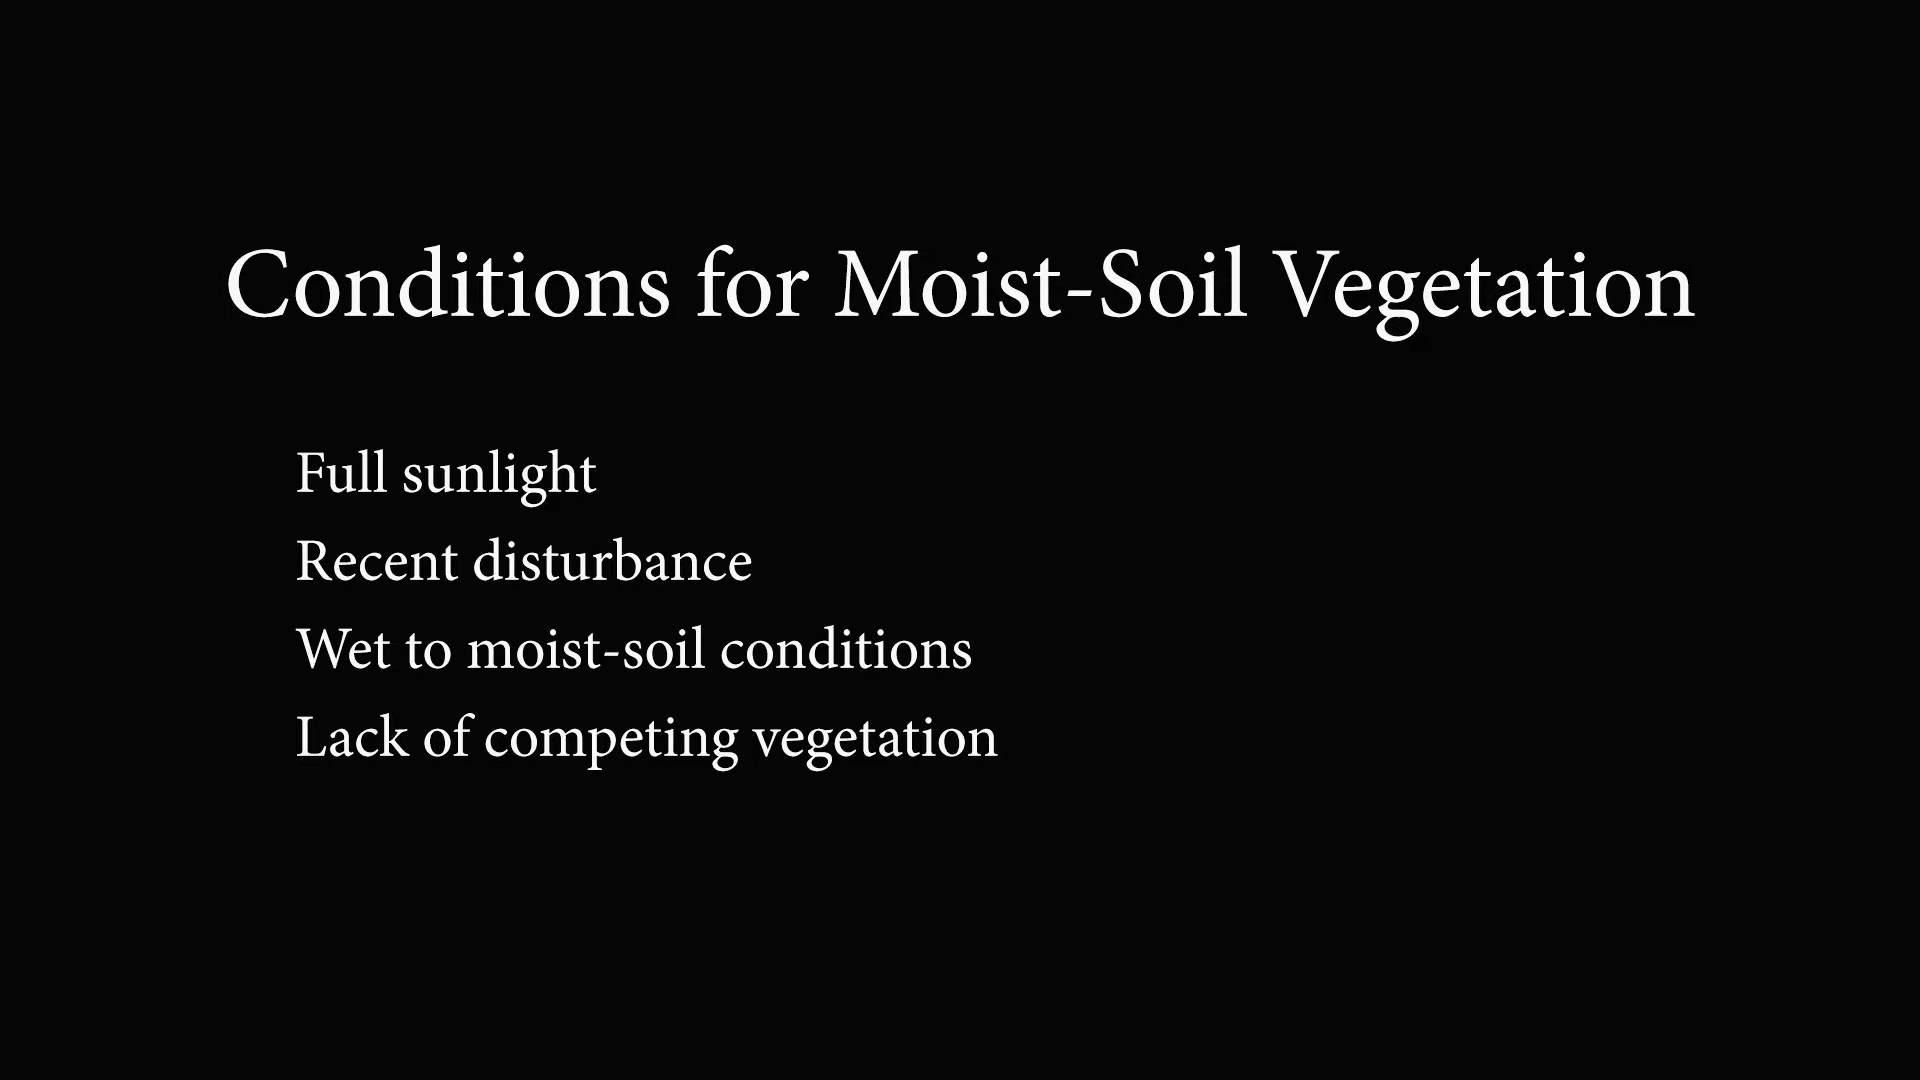 Conditions for Moist-Soil Vegetation
Full sunlight
Recent disturbance
Wet to moist-soil conditions
Lack of competing vegetation